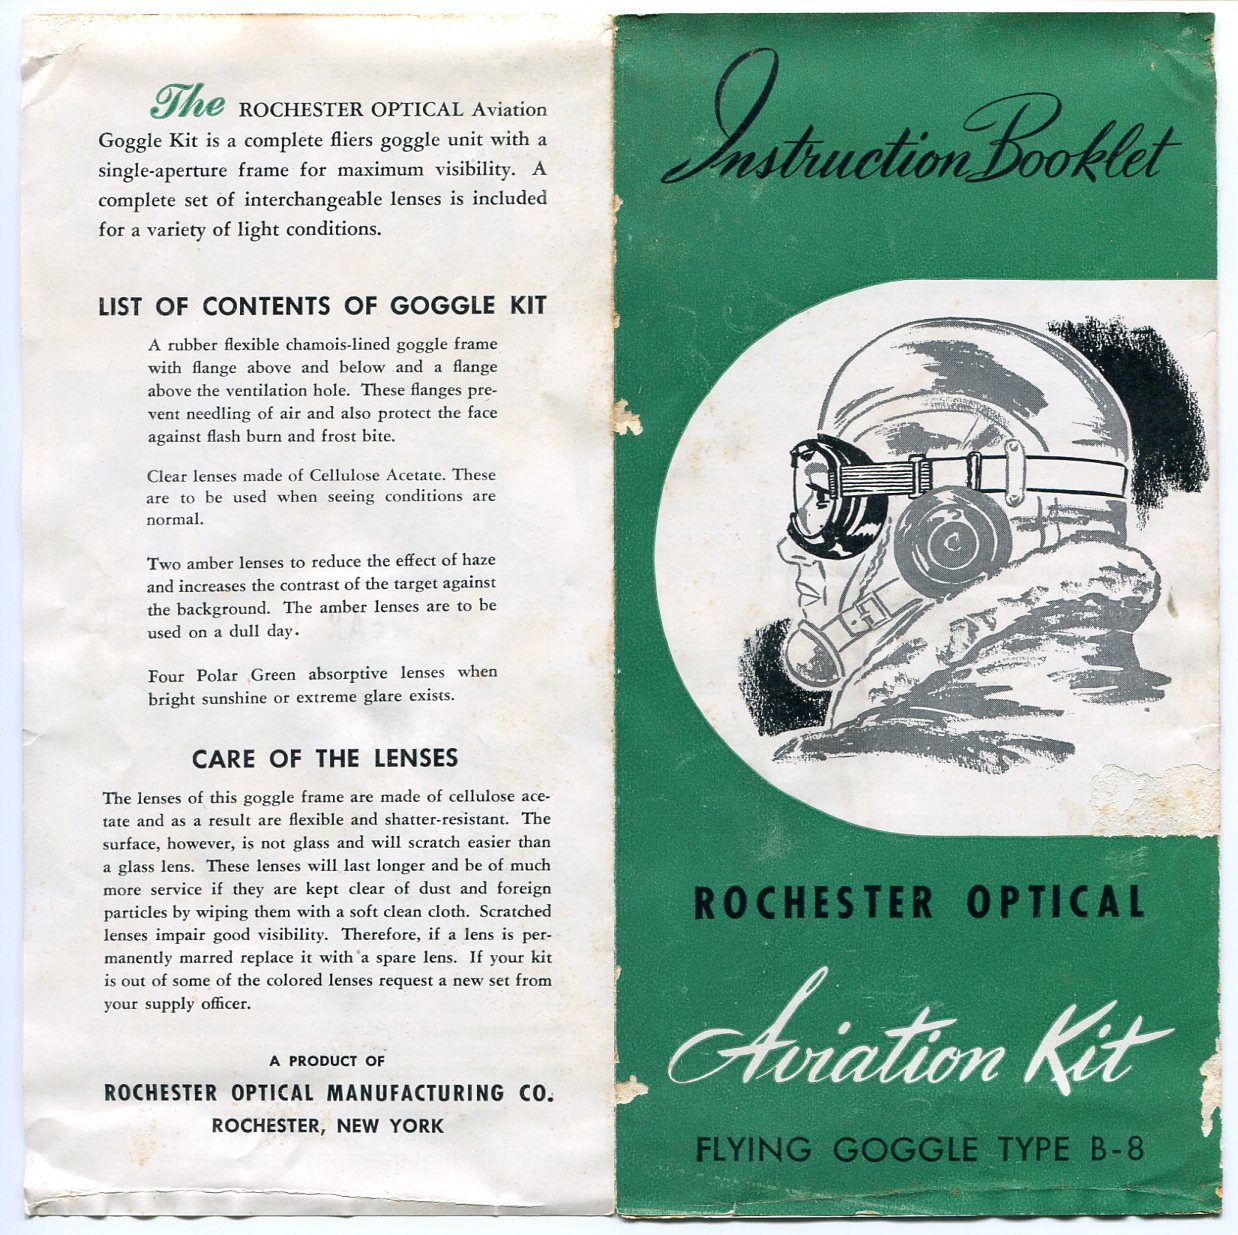 The ROCHESTER OPTICAL Aviation
Goggle Kit is a complete fliers goggle unit with a
single-aperture frame for maximum visibility. A
complete set of interchangeable lenses is included
for a variety of light conditions.
LIST OF CONTENTS OF GOGGLE KIT
A rubber flexible chamois-lined goggle frame
with flange above and below and a flange
above the ventilation hole. These flanges pre-
vent needling of air and also protect the face
against flash burn and frost bite.
Clear lenses made of Cellulose Acetate. These
are to be used when seeing conditions are
normal.
Two amber lenses to reduce the effect of haze
and increases the contrast of the target against
the background. The amber lenses are to be
used on a dull day.
Four Polar Green absorptive lenses when
bright sunshine or extreme glare exists.
CARE OF THE LENSES
The lenses of this goggle frame are made of cellulose ace-
tate and as a result are flexible and shatter-resistant. The
surface, however, is not glass and will scratch easier than
a glass lens. These lenses will last longer and be of much
more service if they are kept clear of dust and foreign
particles by wiping them with a soft clean cloth. Scratched
lenses impair good visibility. Therefore, if a lens is per-
manently marred replace it with a spare lens. If your kit
is out of some of the colored lenses request a new set from
your supply officer.
A PRODUCT OF
ROCHESTER OPTICAL MANUFACTURING CO.
ROCHESTER, NEW YORK
Instruction Booklet
ROCHESTER OPTICAL
Aviation Kit
FLYING GOGGLE TYPE B-8